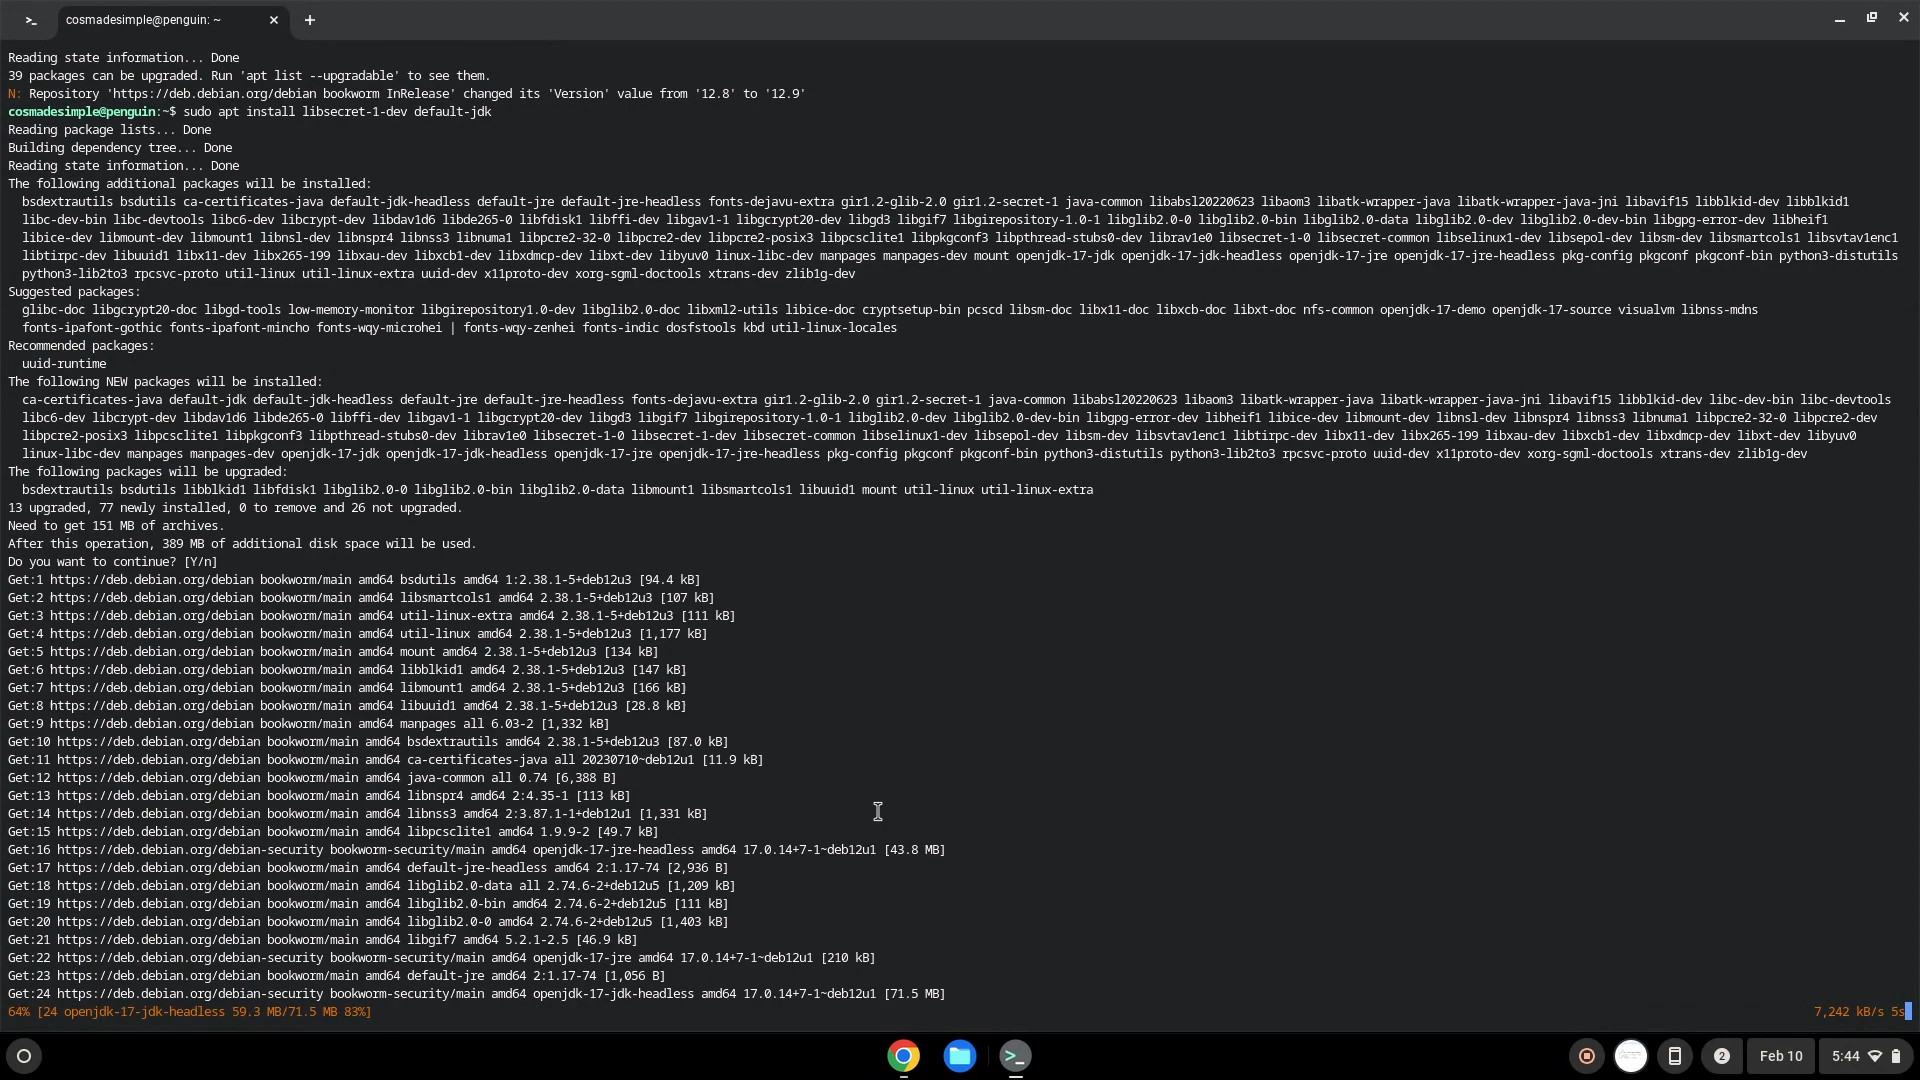 cosmadesimple@penguin: ~
Reading state information... Done
39 packages can be upgraded. Run 'apt list --upgradable' to see them.
N: Repository 'https://deb.debian.org/debian bookworm InRelease' changed its 'Version' value from '12.8' to '12.9'
cosmadesimple@penguin:~$ sudo apt install libsecret-1-dev default-jdk
Reading package lists... Done
Building dependency tree... Done
Reading state information... Done
The following additional packages will be installed:
bsdextrautils bsdutils ca-certificates-java default-jdk-headless default-jre default-jre-headless fonts-dejavu-extra gir1.2-glib-2.0 gir1.2-secret-1 java-common libabsl20220623 libaom3 libatk-wrapper-java libatk-wrapper-java-jni libavif15 libblkid-dev libblkid1
libc-dev-bin libc-devtools libc6-dev libcrypt-dev libdav1d6 libde265-0 libfdisk1 libffi-dev libgav1-1 libgcrypt20-dev libgd3 libgif7 libgirepository-1.0-1 libglib2.0-0 libglib2.0-bin libglib2.0-data libglib2.0-dev libglib2.0-dev-bin libgpg-error-dev libheif1
libice-dev libmount-dev libmount1 libnsl-dev libnspr4 libnss3 libnuma1 libpcre2-32-0 libpcre2-dev libpcre2-posix3 libpcsclite1 libpkgconf3 libpthread-stubs0-dev librav1e0 libsecret-1-0 libsecret-common libselinux1-dev libsepol-dev libsm-dev libsmartcols1 libsvtav1enc1
libtirpc-dev libuuid1 libx11-dev libx265-199 libxau-dev libxcb1-dev libxdmcp-dev libxt-dev libyuv0 linux-libc-dev manpages manpages-dev mount openjdk-17-jdk openjdk-17-jdk-headless openjdk-17-jre openjdk-17-jre-headless pkg-config pkgconf pkgconf-bin python3-distutils
python3-lib2to3 rpcsvc-proto util-linux util-linux-extra uuid-dev x11proto-dev xorg-sgml-doctools xtrans-dev zlib1g-dev
Suggested packages:
glibc-doc libgcrypt20-doc libgd-tools low-memory-monitor libgirepository1.0-dev libglib2.0-doc libxml2-utils libice-doc cryptsetup-bin pcscd libsm-doc libx11-doc libxcb-doc libxt-doc nfs-common openjdk-17-demo openjdk-17-source visualvm libnss-mdns
fonts-ipafont-gothic fonts-ipafont-mincho fonts-wqy-microhei | fonts-wqy-zenhei fonts-indic dosfstools kbd util-linux-locales
Recommended packages:
uuid-runtime
The following NEW packages will be installed:
ca-certificates-java default-jdk default-jdk-headless default-jre default-jre-headless fonts-dejavu-extra gir1.2-glib-2.0 gir1.2-secret-1 java-common libabsl20220623 libaom3 libatk-wrapper-java libatk-wrapper-java-jni libavif15 libblkid-dev libc-dev-bin libc-devtools
libc6-dev libcrypt-dev libdav1d6 libde265-0 libffi-dev libgav1-1 libgcrypt20-dev libgd3 libgif7 libgirepository-1.0-1 libglib2.0-dev libglib2.0-dev-bin libgpg-error-dev libheif1 libice-dev libmount-dev libnsl-dev libnspr4 libnss3 libnuma1 libpcre2-32-0 libpcre2-dev
libpcre2-posix3 libpcsclite1 libpkgconf3 libpthread-stubs0-dev librav1e0 libsecret-1-0 libsecret-1-dev libsecret-common libselinux1-dev libsepol-dev libsm-dev libsvtav1enc1 libtirpc-dev libx11-dev libx265-199 libxau-dev libxcb1-dev libxdmcp-dev libxt-dev libyuv0
linux-libc-dev manpages manpages-dev openjdk-17-jdk openjdk-17-jdk-headless openjdk-17-jre openjdk-17-jre-headless pkg-config pkgconf pkgconf-bin python3-distutils python3-lib2to3 rpcsvc-proto uuid-dev x11proto-dev xorg-sgml-doctools xtrans-dev zlib1g-dev
The following packages will be upgraded:
bsdextrautils bsdutils libblkid1 libfdisk1 libglib2.0-0 libglib2.0-bin libglib2.0-data libmount1 libsmartcols1 libuuid1 mount util-linux util-linux-extra
13 upgraded, 77 newly installed, 0 to remove and 26 not upgraded.
Need to get 151 MB of archives.
After this operation, 389 MB of additional disk space will be used.
Do you want to continue? [Y/n]
Get:1 https://deb.debian.org/debian bookworm/main amd64 bsdutils amd64 1:2.38.1-5+deb12u3 [94.4 kB]
Get:2 https://deb.debian.org/debian bookworm/main amd64 libsmartcols1 amd64 2.38.1-5+deb12u3 [107 kB]
Get:3 https://deb.debian.org/debian bookworm/main amd64 util-linux-extra amd64 2.38.1-5+deb12u3 [111 kB]
Get:4 https://deb.debian.org/debian bookworm/main amd64 util-linux amd64 2.38.1-5+deb12u3 [1,177 kB]
Get:5 https://deb.debian.org/debian bookworm/main amd64 mount amd64 2.38.1-5+deb12u3 [134 kB]
Get:6 https://deb.debian.org/debian bookworm/main amd64 libblkid1 amd64 2.38.1-5+deb12u3 [147 kB]
Get:7 https://deb.debian.org/debian bookworm/main amd64 libmount1 amd64 2.38.1-5+deb12u3 [166 kB]
Get:8 https://deb.debian.org/debian bookworm/main amd64 libuuid1 amd64 2.38.1-5+deb12u3 [28.8 kB]
Get:9 https://deb.debian.org/debian bookworm/main amd64 manpages all 6.03-2 [1,332 kB]
Get:10 https://deb.debian.org/debian bookworm/main amd64 bsdextrautils amd64 2.38.1-5+deb12u3 [87.0 kB]
Get:11 https://deb.debian.org/debian bookworm/main amd64 ca-certificates-java all 20230710~deb12u1 [11.9 kB]
Get:12 https://deb.debian.org/debian bookworm/main amd64 java-common all 0.74 [6,388 B]
Get:13 https://deb.debian.org/debian bookworm/main amd64 libnspr4 amd64 2:4.35-1 [113 kB]
Get:14 https://deb.debian.org/debian bookworm/main amd64 libnss3 amd64 2:3.87.1-1+deb12u1 [1,331 kB]
Get:15 https://deb.debian.org/debian bookworm/main amd64 libpcsclite1 amd64 1.9.9-2 [49.7 kB]
Get:16 https://deb.debian.org/debian-security bookworm-security/main amd64 openjdk-17-jre-headless amd64 17.0.14+7-1~deb12u1 [43.8 MB]
Get:17 https://deb.debian.org/debian bookworm/main amd64 default-jre-headless amd64 2:1.17-74 [2,936 B]
Get:18 https://deb.debian.org/debian bookworm/main amd64 libglib2.0-data all 2.74.6-2+deb12u5 [1,209 kB]
Get:19 https://deb.debian.org/debian bookworm/main amd64 libglib2.0-bin amd64 2.74.6-2+deb12u5 [111 kB]
Get:20 https://deb.debian.org/debian bookworm/main amd64 libglib2.0-0 amd64 2.74.6-2+deb12u5 [1,403 kB]
Get:21 https://deb.debian.org/debian bookworm/main amd64 libgif7 amd64 5.2.1-2.5 [46.9 kB]
Get:22 https://deb.debian.org/debian-security bookworm-security/main amd64 openjdk-17-jre amd64 17.0.14+7-1~deb12u1 [210 kB]
Get:23 https://deb.debian.org/debian bookworm/main amd64 default-jre amd64 2:1.17-74 [1,056 B]
Get:24 https://deb.debian.org/debian-security bookworm-security/main amd64 openjdk-17-jdk-headless amd64 17.0.14+7-1~deb12u1 [71.5 MB]
64% [24 openjdk-17-jdk-headless 59.3 MB/71.5 MB 83%] 7,242 kB/s 5s
2 Feb 10 5:44